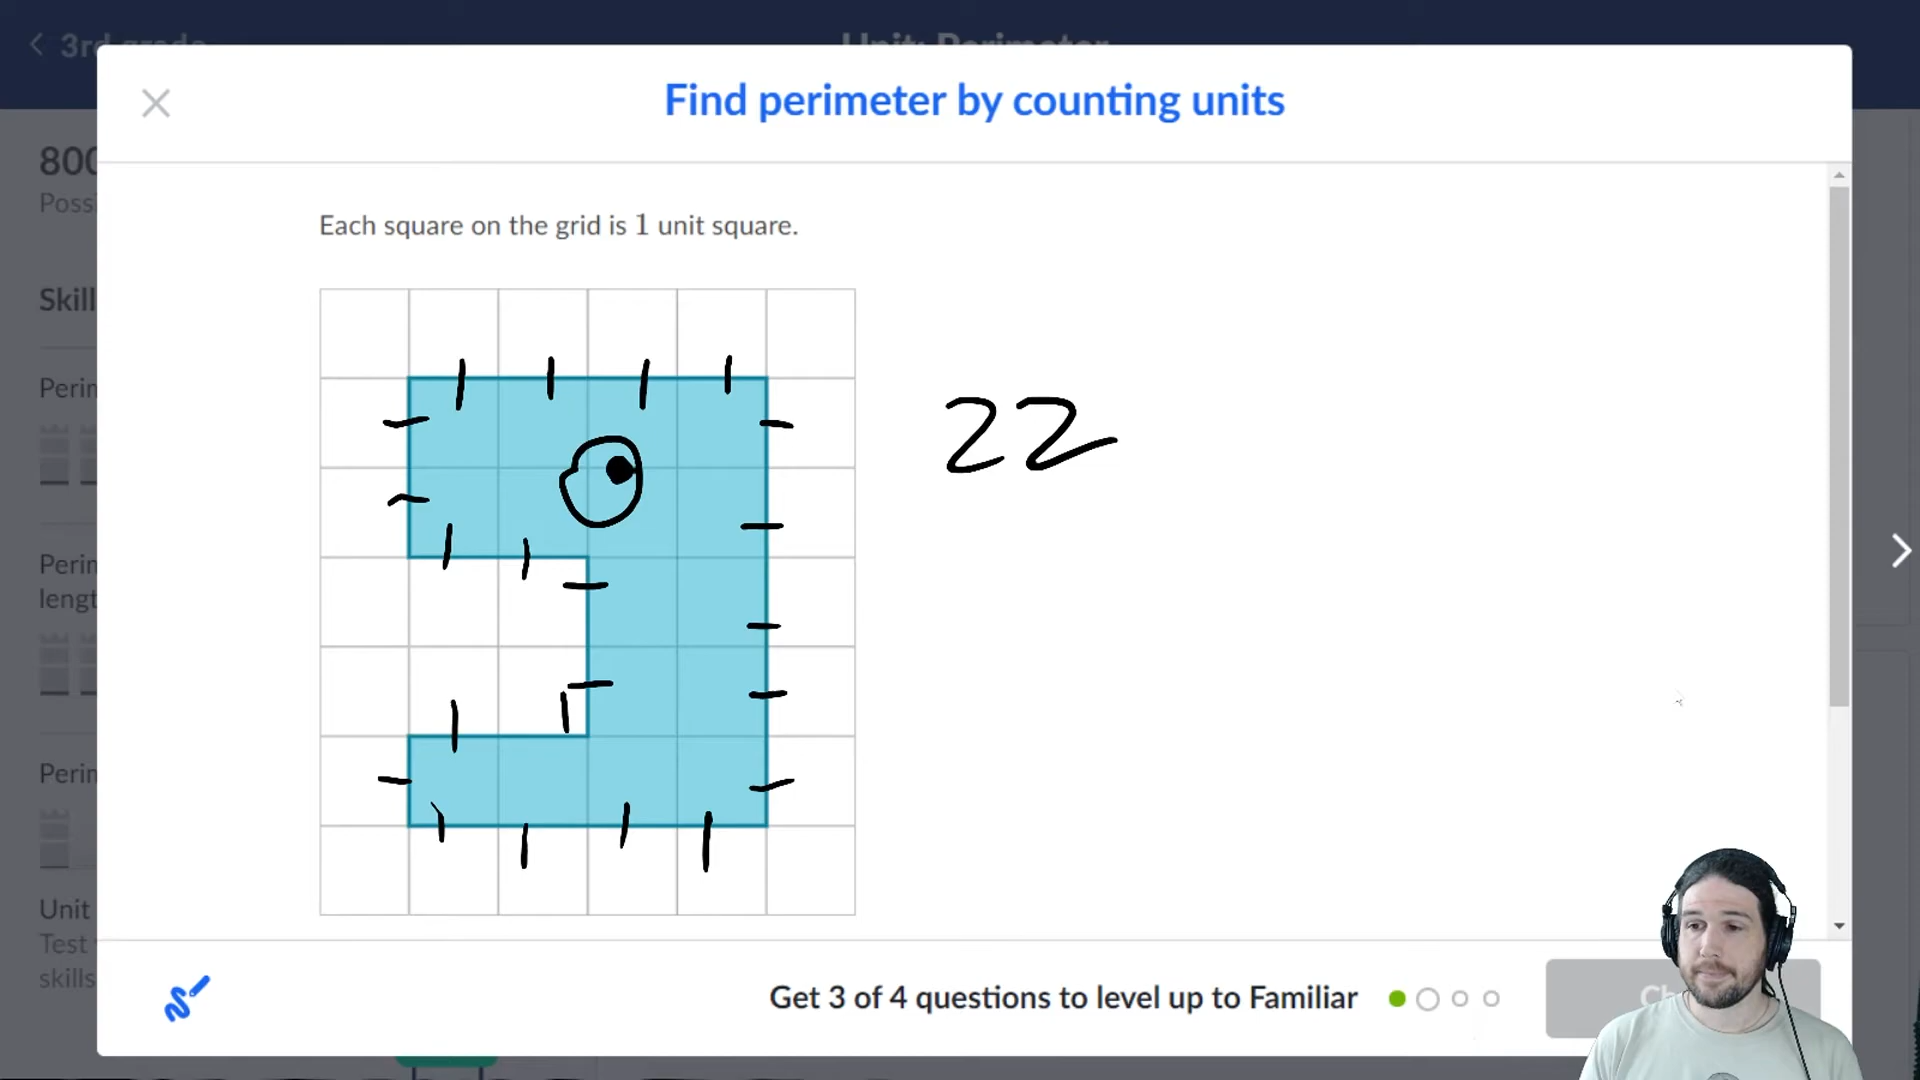 3rd grade
Unit: Perimeter
Find perimeter by counting units
800
Possi
Skill
Each square on the grid is 1 unit square.
Perin
22
Perin
lengt
Perin
Unit
Test
skills
Get 3 of 4 questions to level up to Familiar
Ch